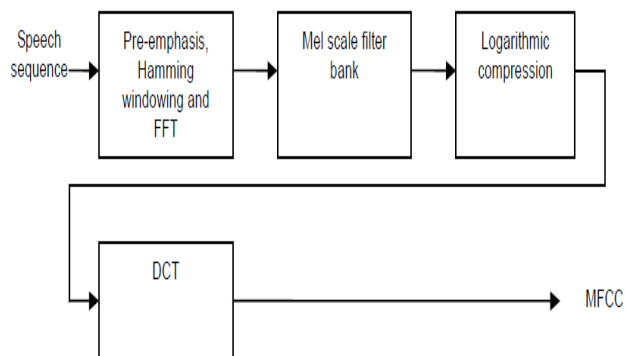 Speech
sequence
Pre-emphasis,
Hamming
windowing and
FFT
Mel scale filter
bank
Logarithmic
compression
DCT
MFCC